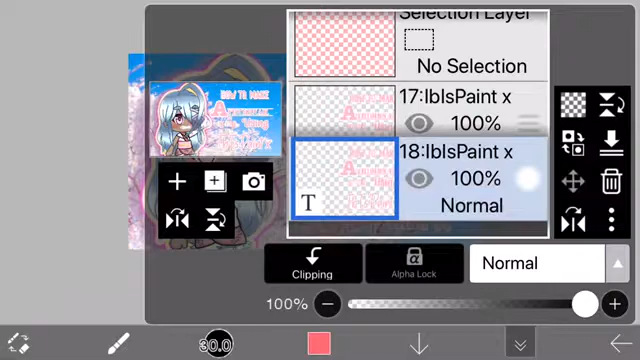 Selection Layer
No Selection
HOW TO MAKE
17:IbIsPaint x
100%
18:IbIsPaint x
100%
T
Normal
Clipping
α
Alpha Lock
Normal
100%
30.0